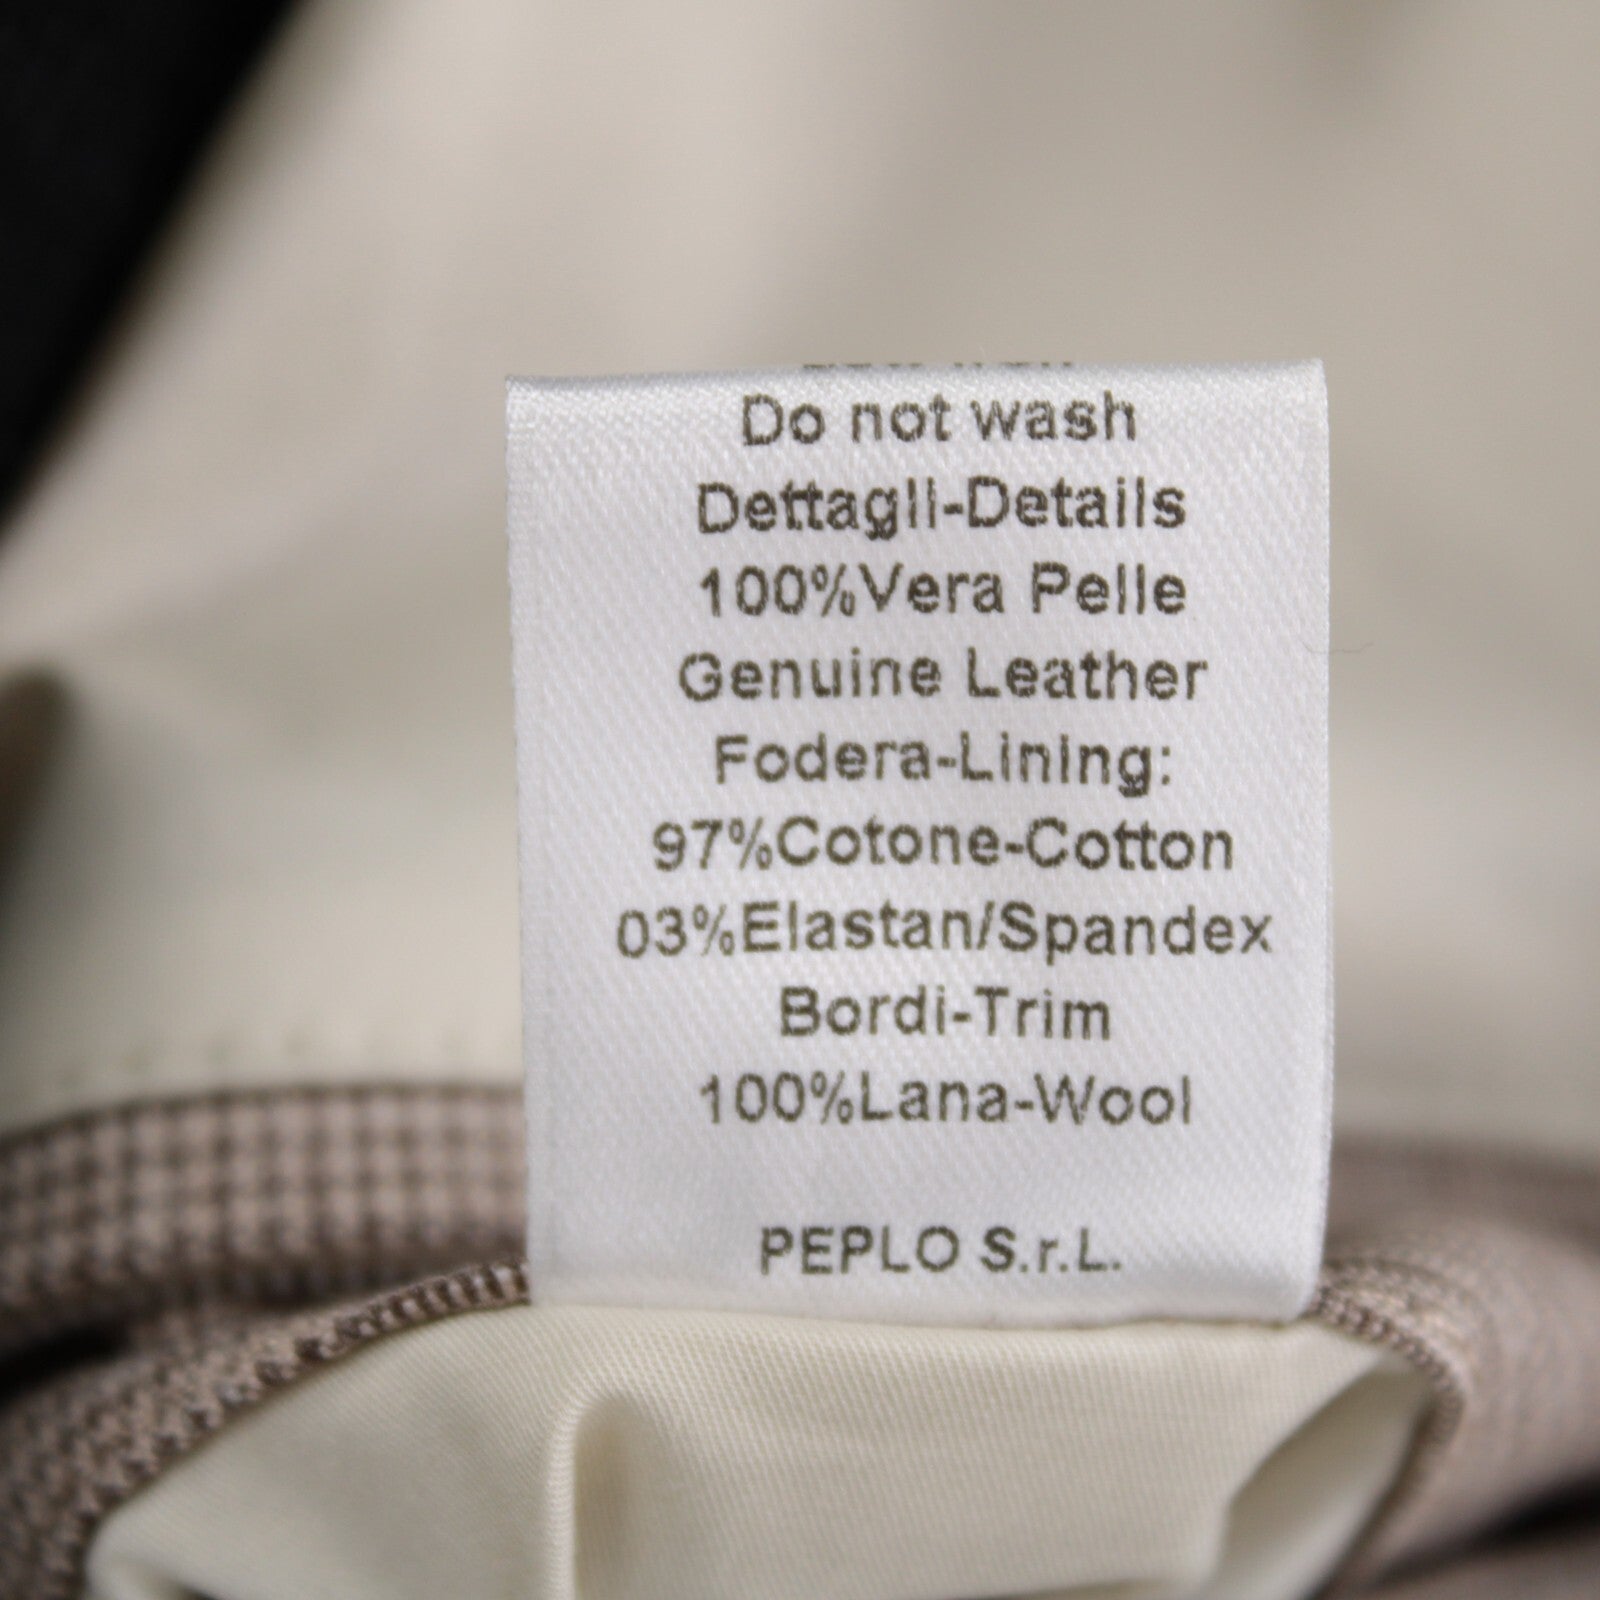 Do not wash
Dettagli-Details
100%Vera Pelle
Genuine Leather
Fodera-Lining:
97%Cotone-Cotton
03%Elastan/Spandex
Bordi-Trim
100%Lana-Wool
PEPLO S.r.L.